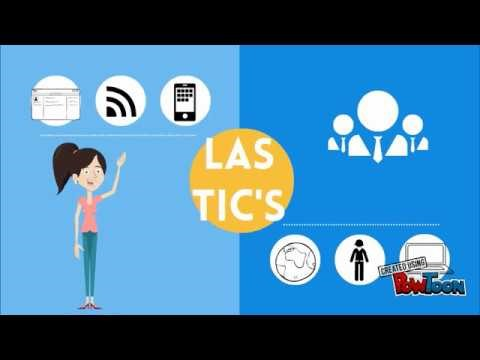 LAS
TIC'S
CREATED USING
POWTOON